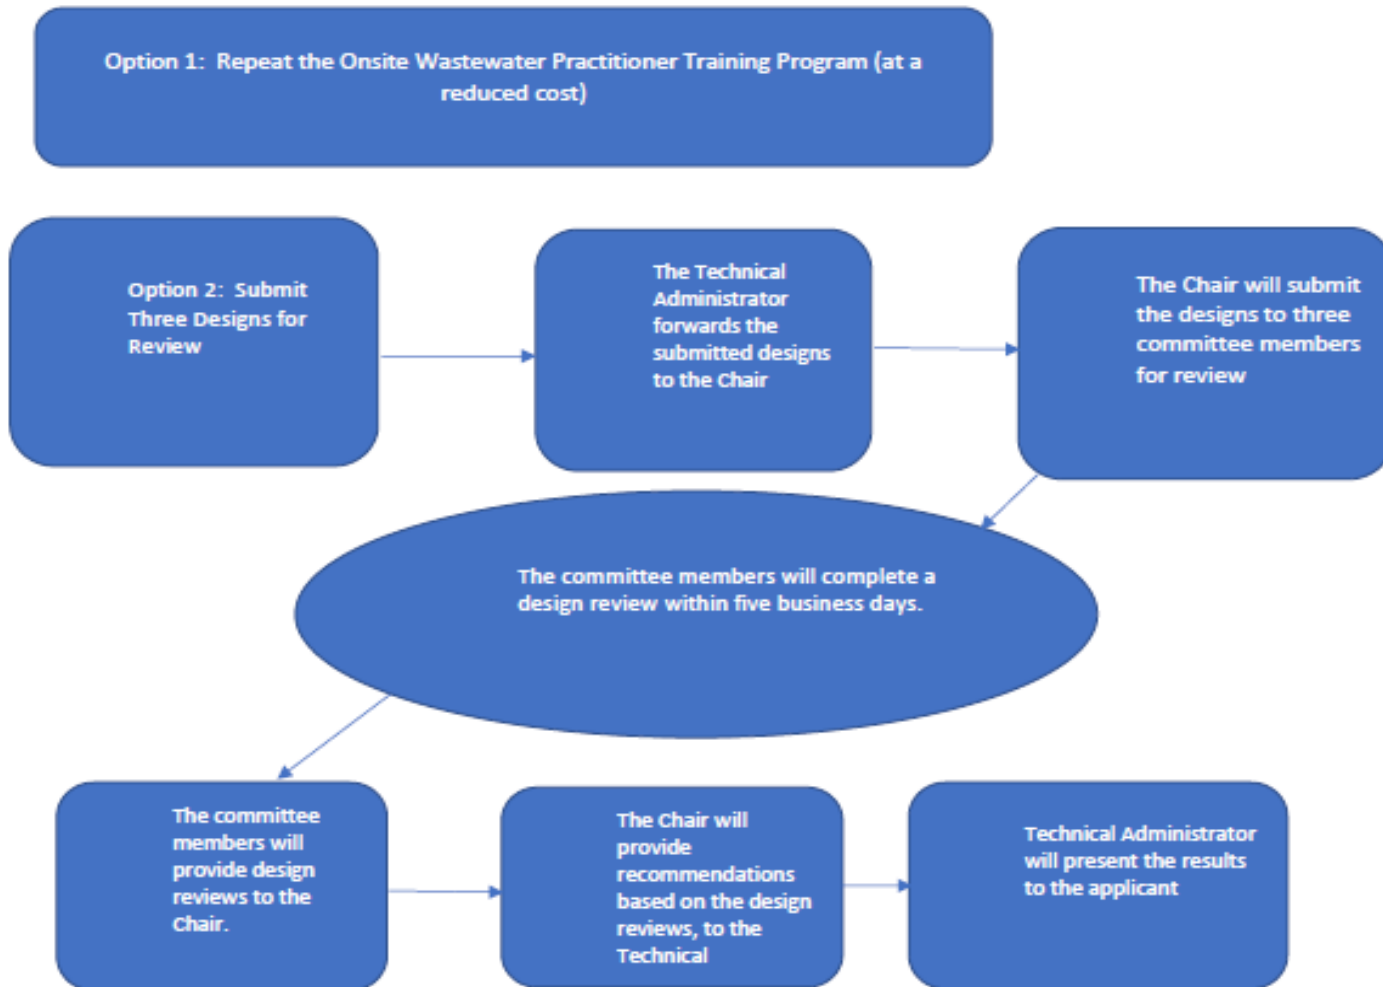 Option 1:  Repeat the Onsite Wastewater Practitioner Training Program (at a
reduced cost)
Option 2:  Submit
Three Designs for
Review
The Technical
Administrator
forwards the
submitted designs
to the Chair
The Chair will submit
the designs to three
committee members
for review
The committee members will complete a
design review within five business days.
The committee
members will
provide design
reviews to the
Chair.
The Chair will
provide
recommendations
based on the design
reviews, to the
Technical
Technical Administrator
will present the results
to the applicant